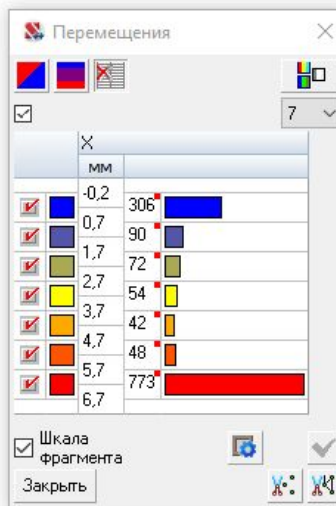 Перемещения
7
X
мм
-0,2
306
0,7
90
1,7
72
2,7
54
3,7
42
4,7
48
5,7
773
6,7
Шкала
фрагмента
Закрыть